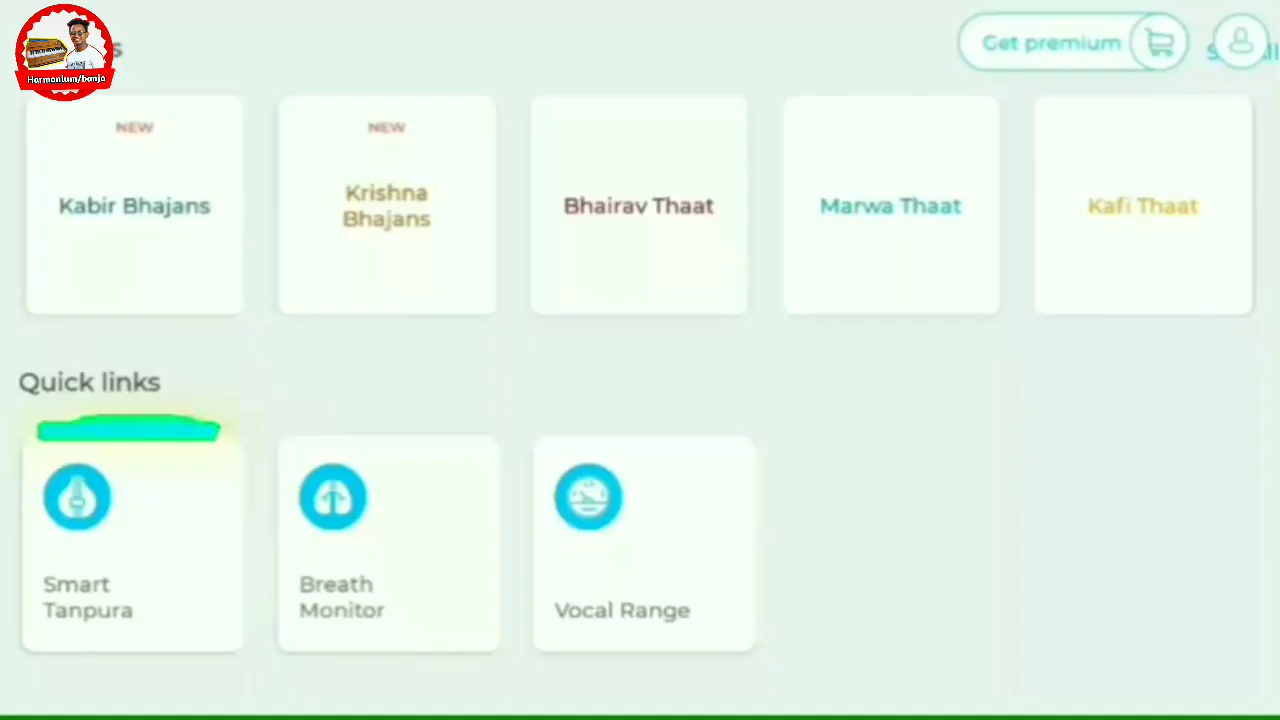 Harmonium/banjo
Get premium
NEW
NEW
Kabir Bhajans
Krishna
Bhajans
Bhairav Thaat
Marwa Thaat
Kafi Thaat
Quick links
Smart
Tanpura
Breath
Monitor
Vocal Range